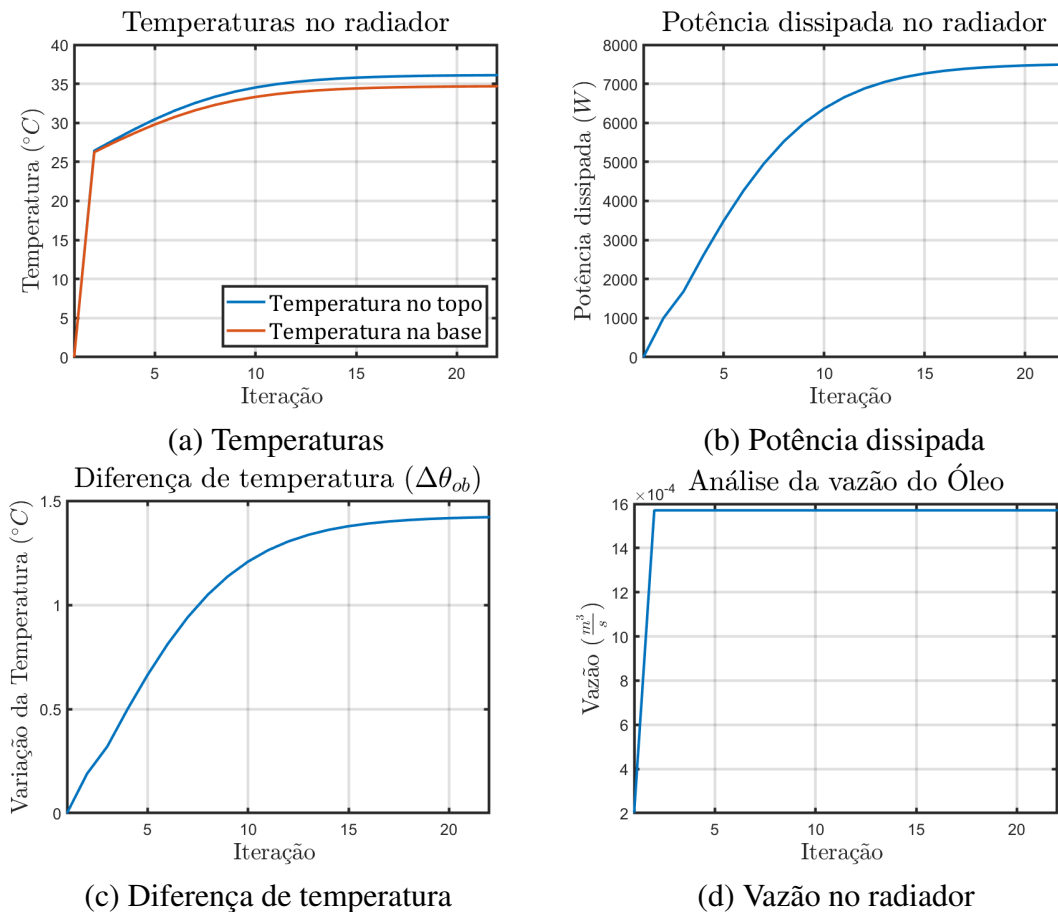 Temperaturas no radiador
Temperatura (°C)
40
35
30
25
20
15
10
5
0
Temperatura no topo
Temperatura na base
5 10 15 20
Iteração
(a) Temperaturas
Potência dissipada no radiador
Potência dissipada (W)
8000
7000
6000
5000
4000
3000
2000
1000
0
5 10 15 20
Iteração
(b) Potência dissipada
Diferença de temperatura (Δθob)
Variação da Temperatura (°C)
1.5
1
0.5
0
5 10 15 20
Iteração
(c) Diferença de temperatura
Análise da vazão do Óleo
×10-4
Vazão (m³/s)
16
14
12
10
8
6
4
2
5 10 15 20
Iteração
(d) Vazão no radiador